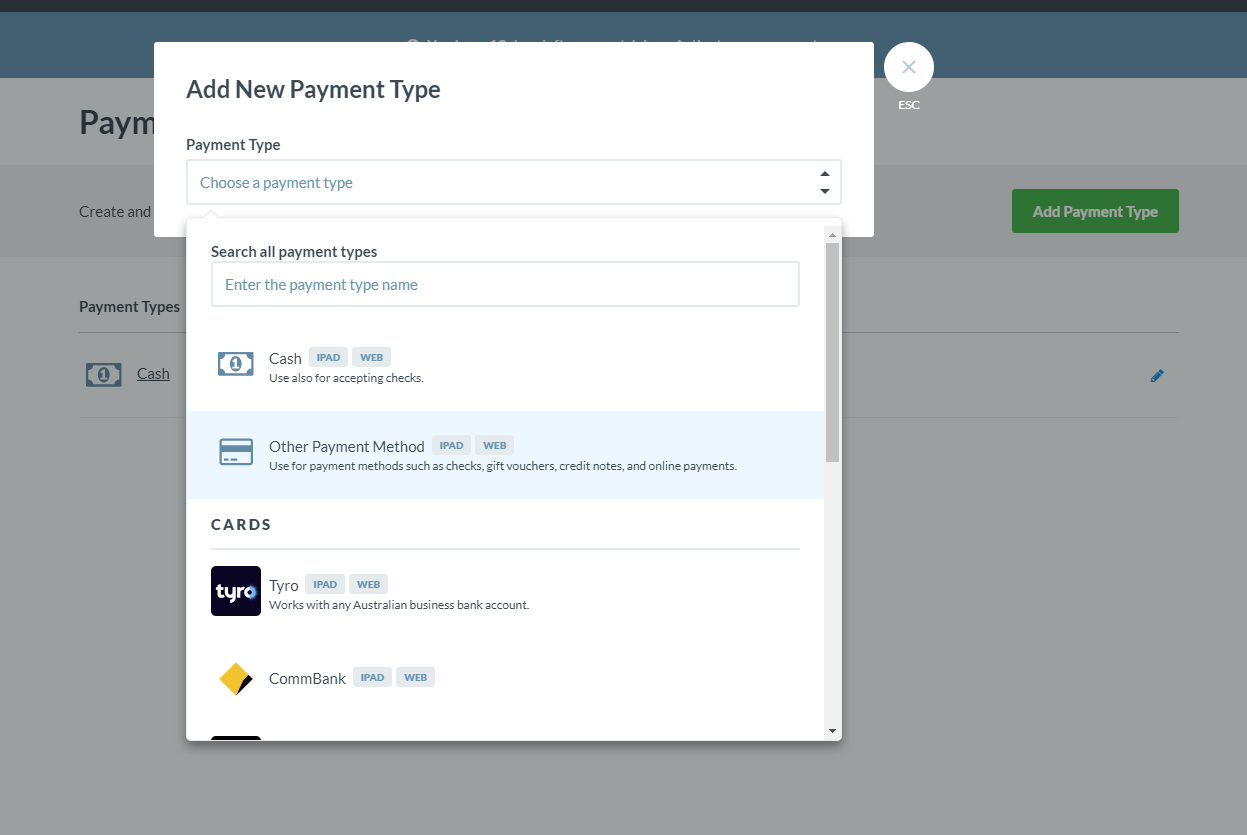 Add New Payment Type
ESC
Paym
Payment Type
Choose a payment type
Create and
Add Payment Type
Search all payment types
Enter the payment type name
Payment Types
Cash IPAD WEB
Use also for accepting checks.
Cash
Other Payment Method IPAD WEB
Use for payment methods such as checks, gift vouchers, credit notes, and online payments.
CARDS
tyro
Tyro IPAD WEB
Works with any Australian business bank account.
CommBank IPAD WEB